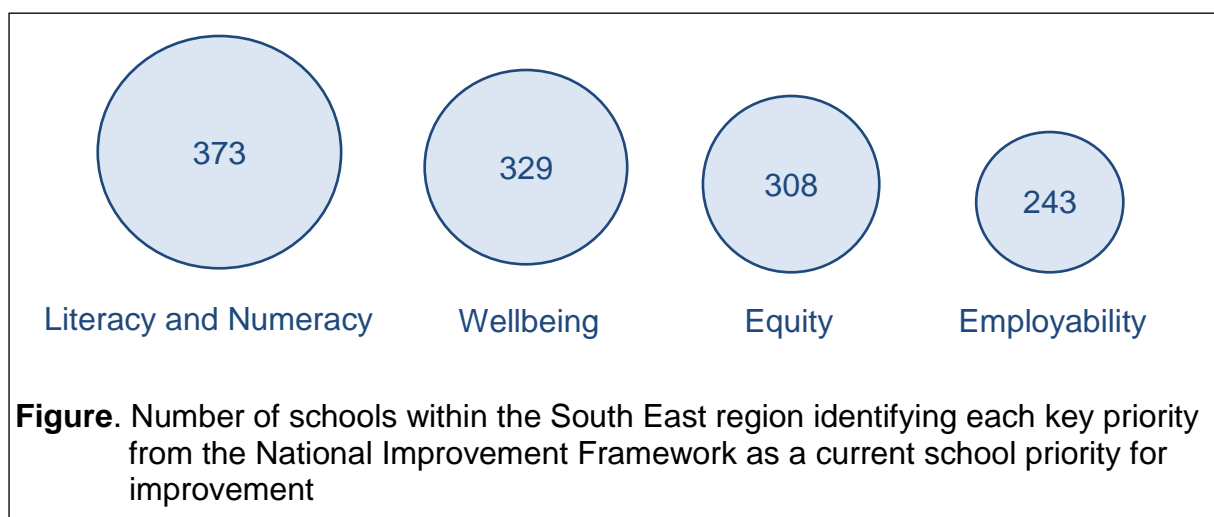 373
329
308
243
Literacy and Numeracy
Wellbeing
Equity
Employability
Figure. Number of schools within the South East region identifying each key priority
from the National Improvement Framework as a current school priority for
improvement